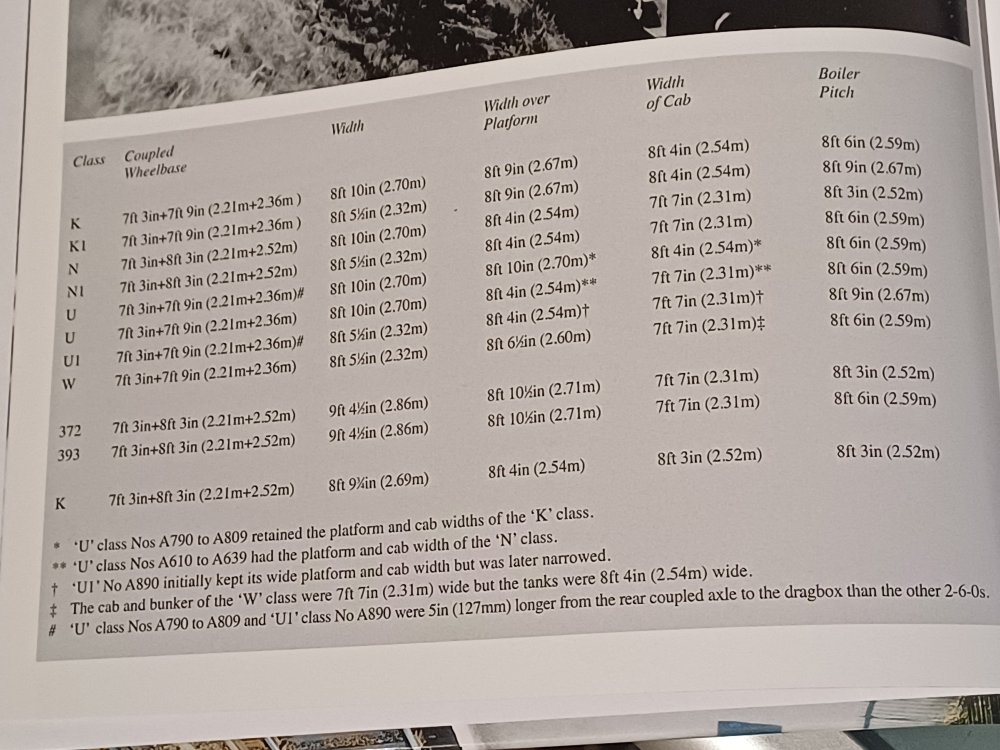 Class Coupled Wheelbase Width Width over Platform Width of Cab Boiler Pitch
K 7ft 3in+7ft 9in (2.21m+2.36m ) 8ft 10in (2.70m) 8ft 9in (2.67m) 8ft 4in (2.54m) 8ft 6in (2.59m)
K1 7ft 3in+7ft 9in (2.21m+2.36m ) 8ft 5½in (2.32m) 8ft 9in (2.67m) 8ft 4in (2.54m) 8ft 9in (2.67m)
N 7ft 3in+8ft 3in (2.21m+2.52m) 8ft 10in (2.70m) 8ft 4in (2.54m) 7ft 7in (2.31m) 8ft 3in (2.52m)
N1 7ft 3in+8ft 3in (2.21m+2.52m) 8ft 5½in (2.32m) 8ft 4in (2.54m) 7ft 7in (2.31m) 8ft 6in (2.59m)
U 7ft 3in+7ft 9in (2.21m+2.36m)# 8ft 10in (2.70m) 8ft 10in (2.70m)* 8ft 4in (2.54m)* 8ft 6in (2.59m)
U 7ft 3in+7ft 9in (2.21m+2.36m) 8ft 10in (2.70m) 8ft 4in (2.54m)** 7ft 7in (2.31m)** 8ft 6in (2.59m)
U1 7ft 3in+7ft 9in (2.21m+2.36m)# 8ft 5½in (2.32m) 8ft 4in (2.54m)† 7ft 7in (2.31m)† 8ft 9in (2.67m)
W 7ft 3in+7ft 9in (2.21m+2.36m) 8ft 5½in (2.32m) 8ft 6½in (2.60m) 7ft 7in (2.31m)‡ 8ft 6in (2.59m)
372 7ft 3in+8ft 3in (2.21m+2.52m) 9ft 4½in (2.86m) 8ft 10½in (2.71m) 7ft 7in (2.31m) 8ft 3in (2.52m)
393 7ft 3in+8ft 3in (2.21m+2.52m) 9ft 4½in (2.86m) 8ft 10½in (2.71m) 7ft 7in (2.31m) 8ft 6in (2.59m)
K 7ft 3in+8ft 3in (2.21m+2.52m) 8ft 9¾in (2.69m) 8ft 4in (2.54m) 8ft 3in (2.52m) 8ft 3in (2.52m)
* 'U' class Nos A790 to A809 retained the platform and cab widths of the 'K' class.
** 'U' class Nos A610 to A639 had the platform and cab width of the 'N' class.
† 'U1' No A890 initially kept its wide platform and cab width but was later narrowed.
‡ The cab and bunker of the 'W' class were 7ft 7in (2.31m) wide but the tanks were 8ft 4in (2.54m) wide.
# 'U' class Nos A790 to A809 and 'U1' class No A890 were 5in (127mm) longer from the rear coupled axle to the dragbox than the other 2-6-0s.